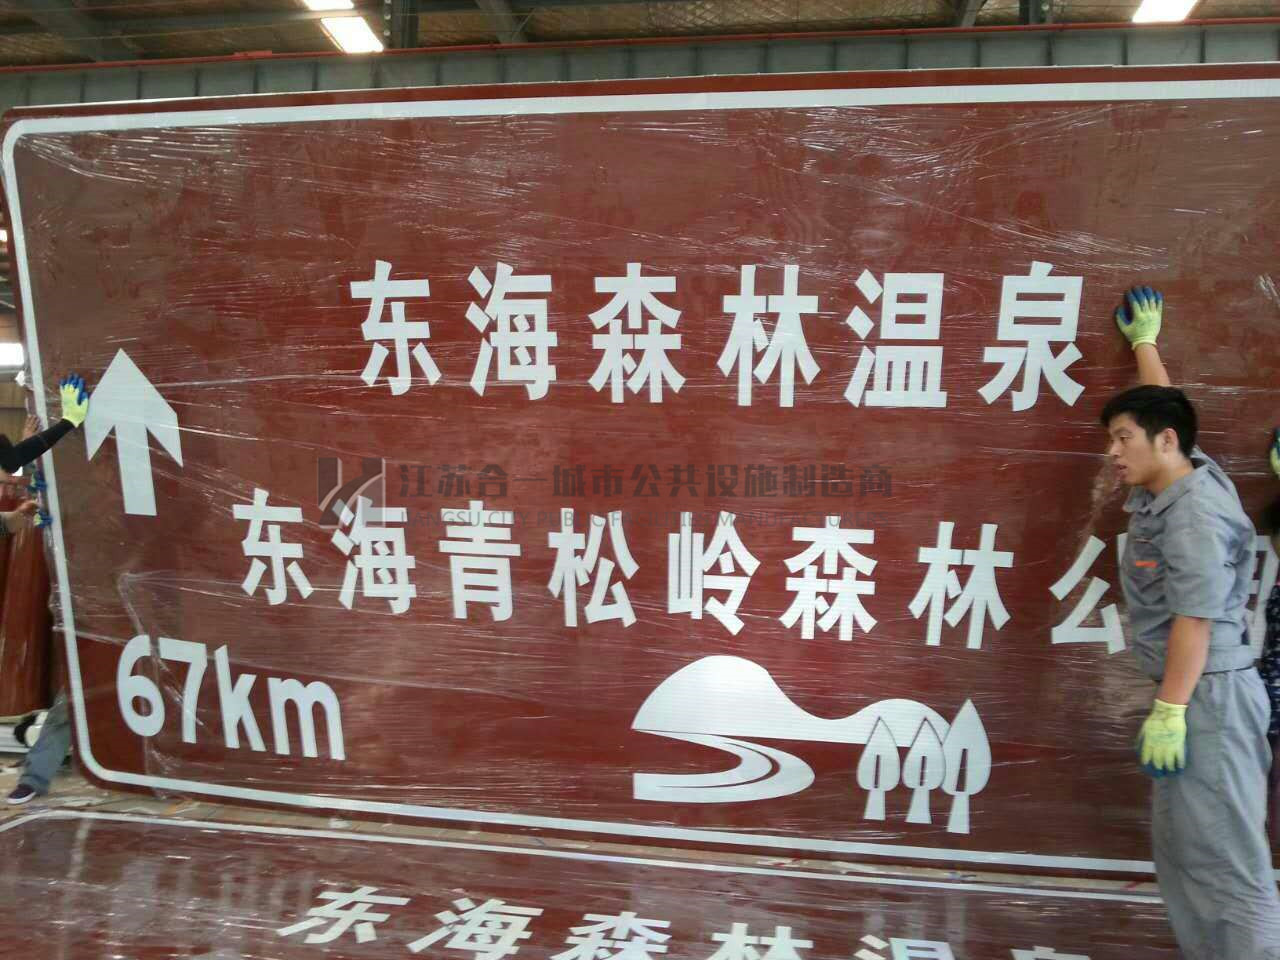 东海森林温泉
江苏合一城市公共设施制造商
东海青松岭森林公
67km
东海森林温泉